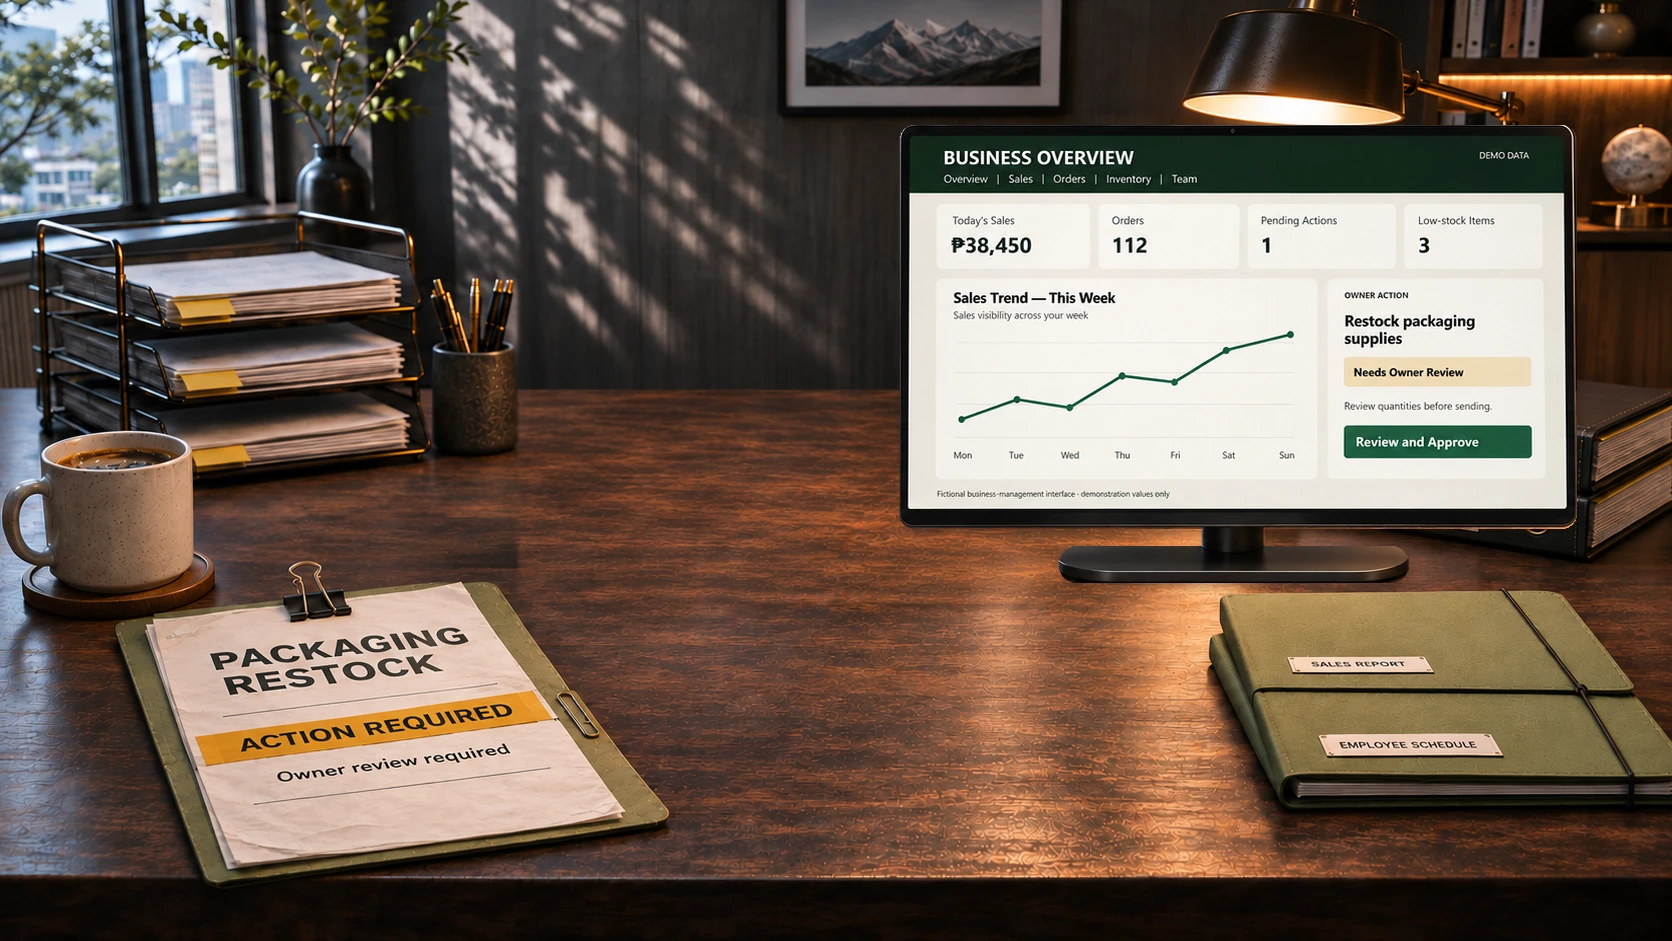 BUSINESS OVERVIEW
DEMO DATA
Overview | Sales | Orders | Inventory | Team
Today's Sales
₱38,450
Orders
112
Pending Actions
1
Low-stock Items
3
Sales Trend — This Week
Sales visibility across your week
Mon Tue Wed Thu Fri Sat Sun
OWNER ACTION
Restock packaging
supplies
Needs Owner Review
Review quantities before sending.
Review and Approve
Fictional business-management interface · demonstration values only
PACKAGING
RESTOCK
ACTION REQUIRED
Owner review required
SALES REPORT
EMPLOYEE SCHEDULE